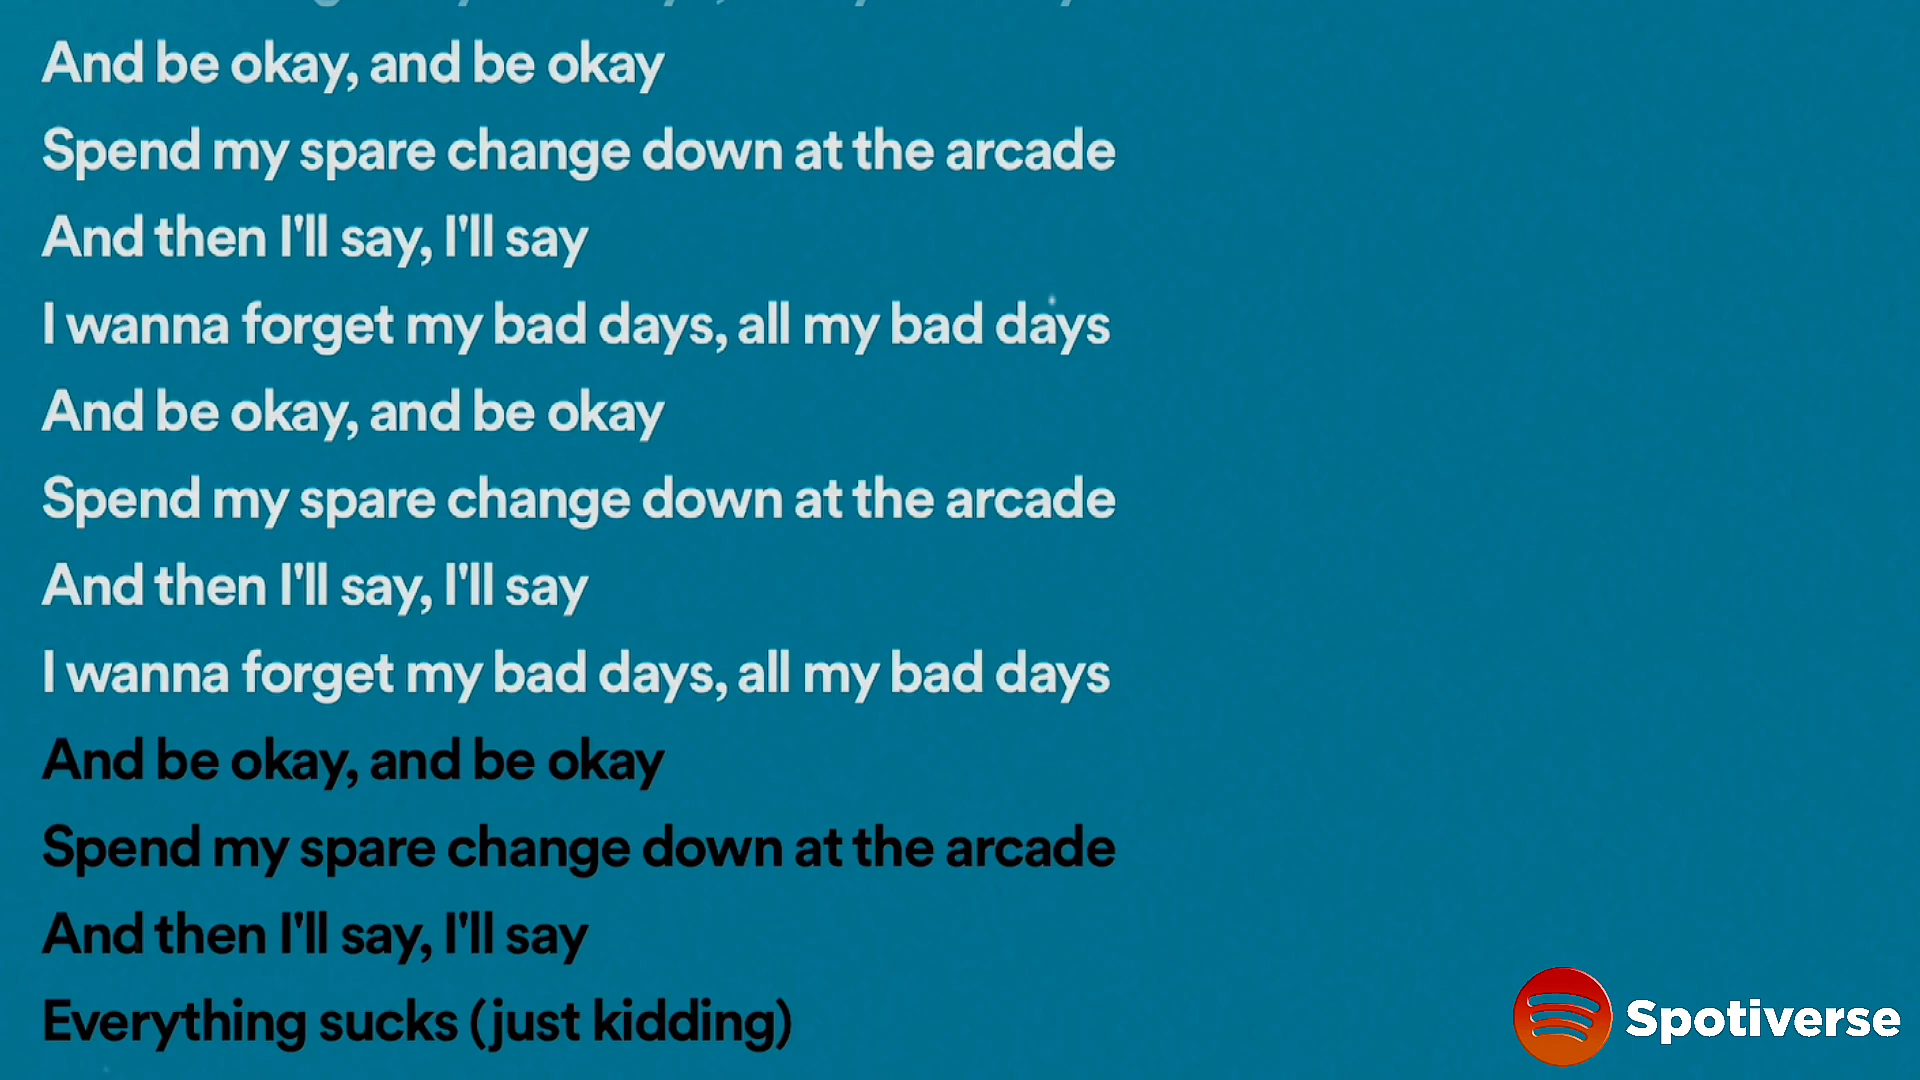 And be okay, and be okay
Spend my spare change down at the arcade
And then I'll say, I'll say
I wanna forget my bad days, all my bad days
And be okay, and be okay
Spend my spare change down at the arcade
And then I'll say, I'll say
I wanna forget my bad days, all my bad days
And be okay, and be okay
Spend my spare change down at the arcade
And then I'll say, I'll say
Everything sucks (just kidding)
Spotiverse